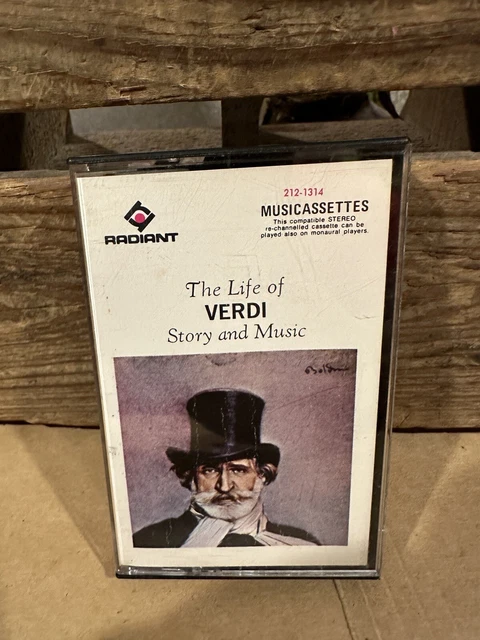 RADIANT
212-1314
MUSICASSETTES
This compatible STEREO
re-channelled cassette can be
played also on monaural players.
The Life of
VERDI
Story and Music